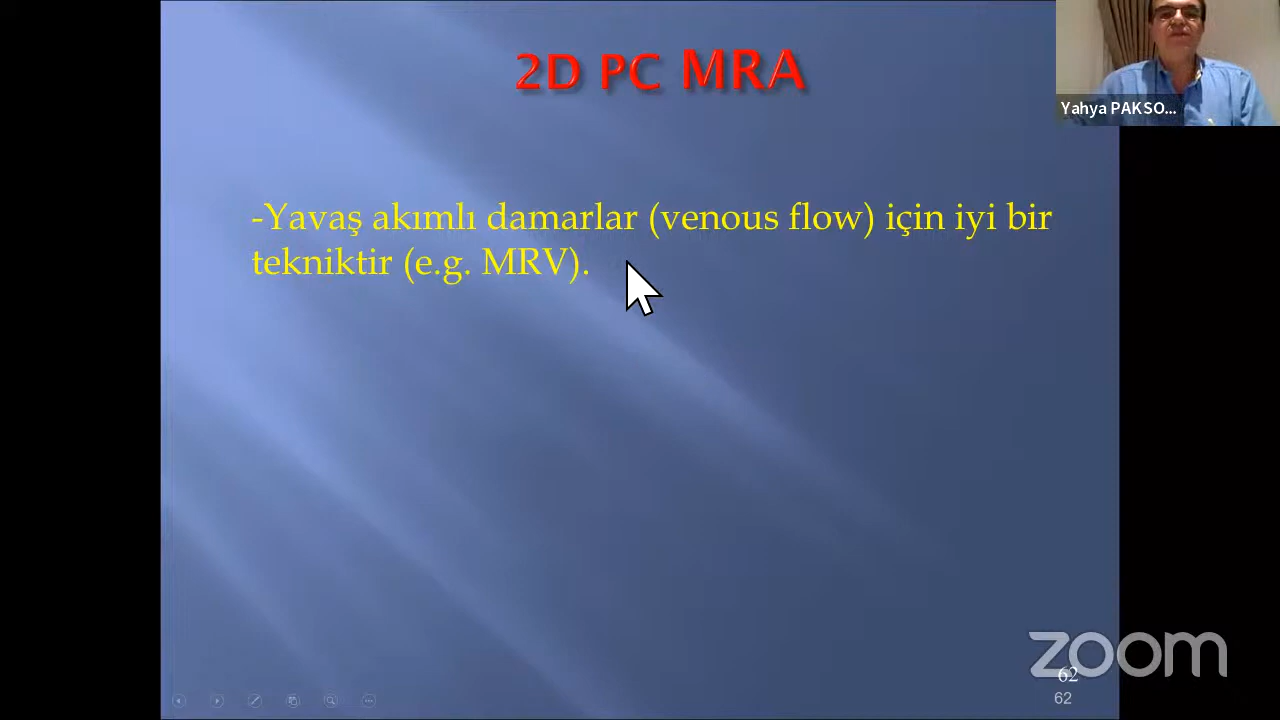 2D PC MRA
Yahya PAKSO...
-Yavaş akımlı damarlar (venous flow) için iyi bir
tekniktir (e.g. MRV).
zoom
62
62